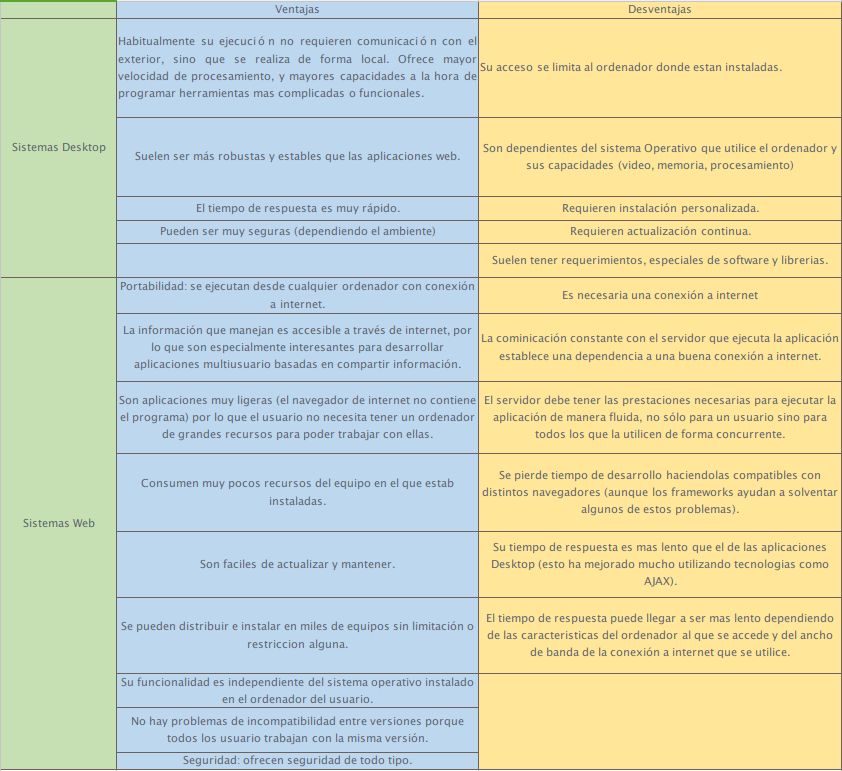 Ventajas
Desventajas
Sistemas Desktop
Habitualmente su ejecución no requieren comunicación con el
exterior, sino que se realiza de forma local. Ofrece mayor
velocidad de procesamiento, y mayores capacidades a la hora de
programar herramientas mas complicadas o funcionales.
Su acceso se limita al ordenador donde estan instaladas.
Suelen ser más robustas y estables que las aplicaciones web.
Son dependientes del sistema Operativo que utilice el ordenador y
sus capacidades (video, memoria, procesamiento)
El tiempo de respuesta es muy rápido.
Requieren instalación personalizada.
Pueden ser muy seguras (dependiendo el ambiente)
Requieren actualización continua.
Suelen tener requerimientos, especiales de software y librerias.
Sistemas Web
Portabilidad: se ejecutan desde cualquier ordenador con conexión
a internet.
Es necesaria una conexión a internet
La información que manejan es accesible a través de internet, por
lo que son especialmente interesantes para desarrollar
aplicaciones multiusuario basadas en compartir información.
La cominicación constante con el servidor que ejecuta la aplicación
establece una dependencia a una buena conexión a internet.
Son aplicaciones muy ligeras (el navegador de internet no contiene
el programa) por lo que el usuario no necesita tener un ordenador
de grandes recursos para poder trabajar con ellas.
El servidor debe tener las prestaciones necesarias para ejecutar la
aplicación de manera fluida, no sólo para un usuario sino para
todos los que la utilicen de forma concurrente.
Consumen muy pocos recursos del equipo en el que estab
instaladas.
Se pierde tiempo de desarrollo haciendolas compatibles con
distintos navegadores (aunque los frameworks ayudan a solventar
algunos de estos problemas).
Son faciles de actualizar y mantener.
Su tiempo de respuesta es mas lento que el de las aplicaciones
Desktop (esto ha mejorado mucho utilizando tecnologias como
AJAX).
Se pueden distribuir e instalar en miles de equipos sin limitación o
restriccion alguna.
El tiempo de respuesta puede llegar a ser mas lento dependiendo
de las caracteristicas del ordenador al que se accede y del ancho
de banda de la conexión a internet que se utilice.
Su funcionalidad es independiente del sistema operativo instalado
en el ordenador del usuario.
No hay problemas de incompatibilidad entre versiones porque
todos los usuario trabajan con la misma versión.
Seguridad: ofrecen seguridad de todo tipo.